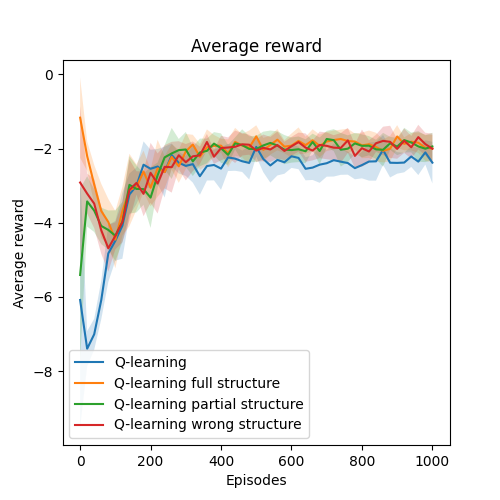 Average reward
Average reward
0
−2
−4
−6
−8
Q-learning
Q-learning full structure
Q-learning partial structure
Q-learning wrong structure
0 200 400 600 800 1000
Episodes